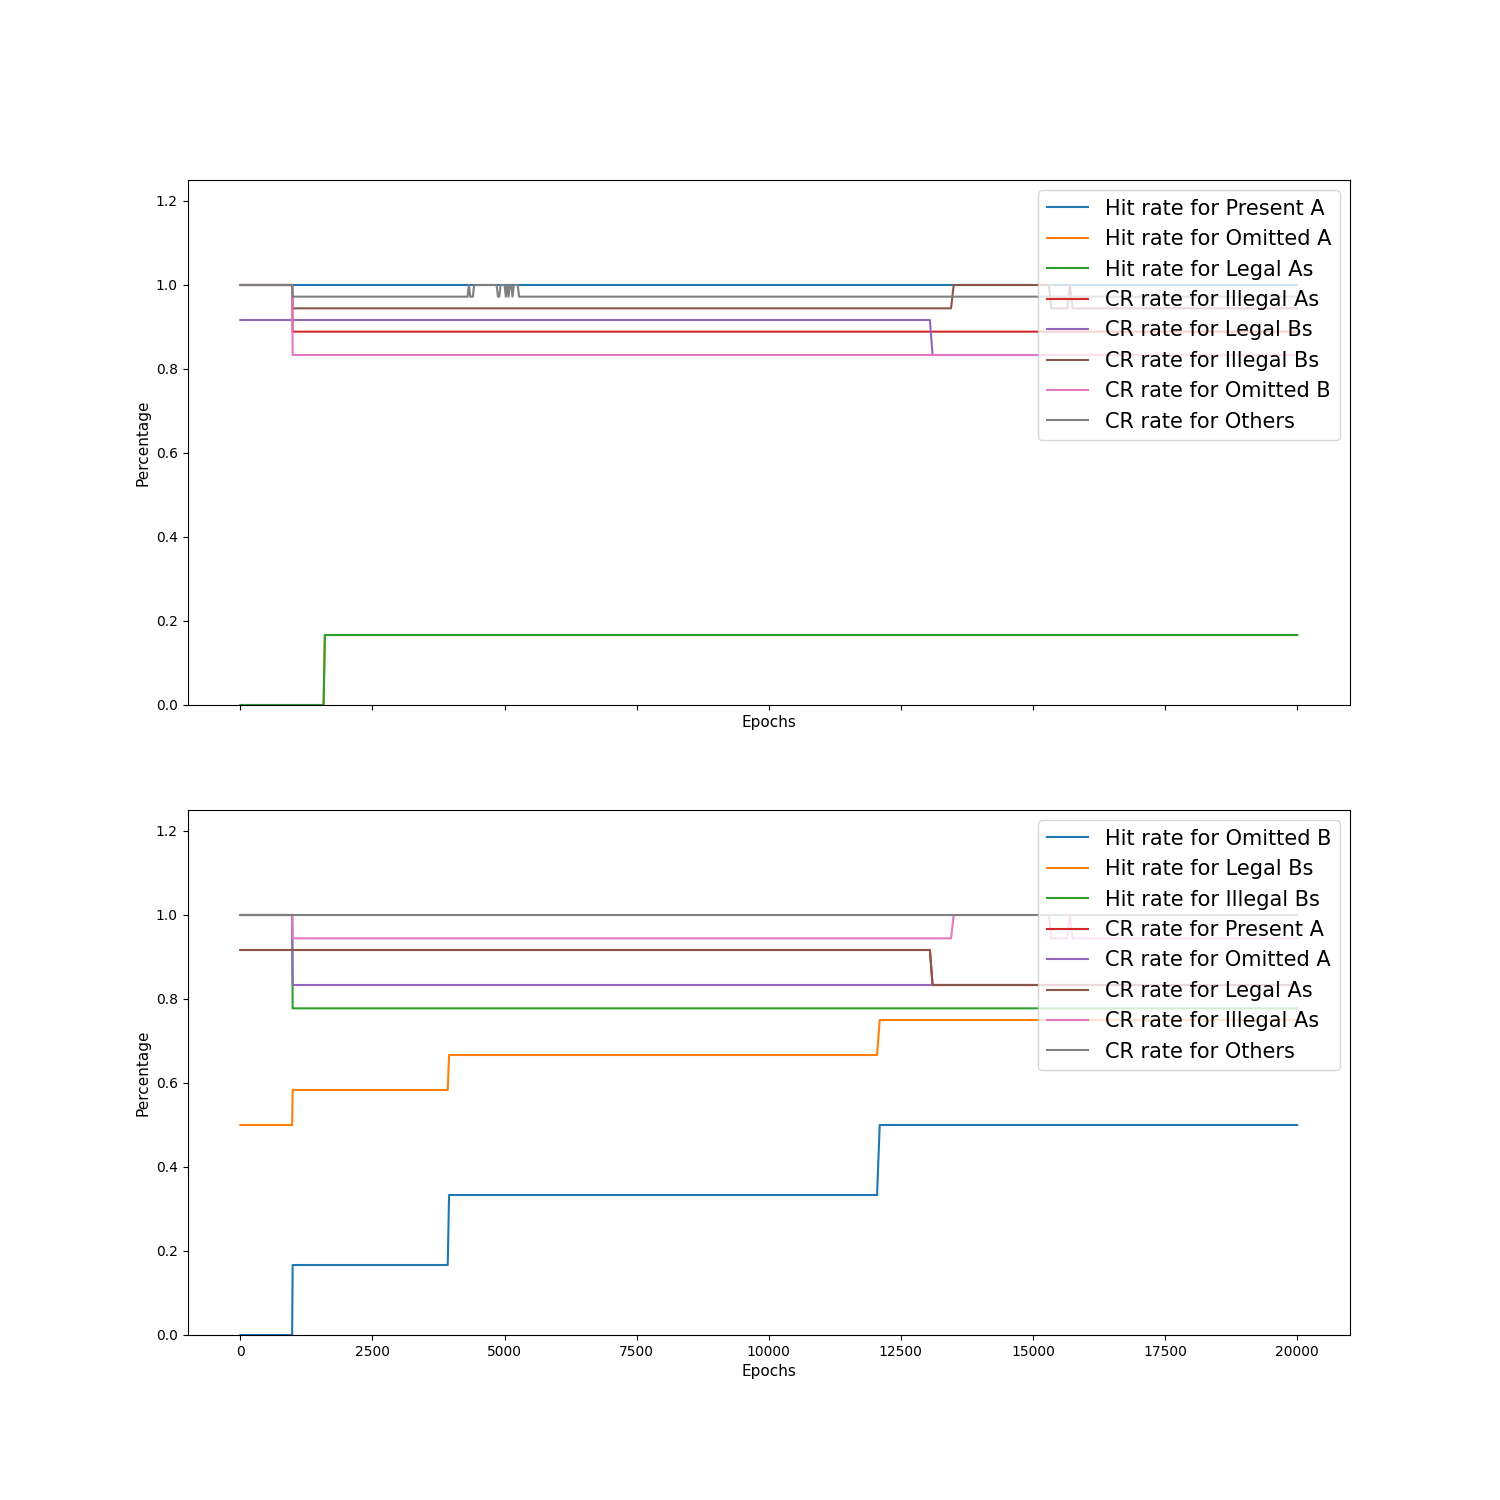 1.2
1.0
0.8
0.6
0.4
0.2
0.0
Percentage
Epochs
Hit rate for Present A
Hit rate for Omitted A
Hit rate for Legal As
CR rate for Illegal As
CR rate for Legal Bs
CR rate for Illegal Bs
CR rate for Omitted B
CR rate for Others
1.2
1.0
0.8
0.6
0.4
0.2
0.0
Percentage
Hit rate for Omitted B
Hit rate for Legal Bs
Hit rate for Illegal Bs
CR rate for Present A
CR rate for Omitted A
CR rate for Legal As
CR rate for Illegal As
CR rate for Others
0 2500 5000 7500 10000 12500 15000 17500 20000
Epochs